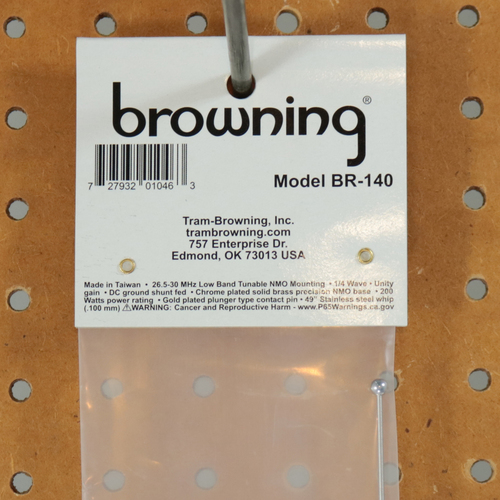 browning®
7 27932 01046 3
Model BR-140
Tram-Browning, Inc.
trambrowning.com
757 Enterprise Dr.
Edmond, OK 73013 USA
Made in Taiwan • 26.5-30 MHz Low Band Tunable NMO Mounting • 1/4 Wave • Unity
gain • DC ground shunt fed • Chrome plated solid brass precision NMO base • 200
Watts power rating • Gold plated plunger type contact pin • 49" Stainless steel whip
(.100 mm) ⚠WARNING: Cancer and Reproductive Harm - www.P65Warnings.ca.gov